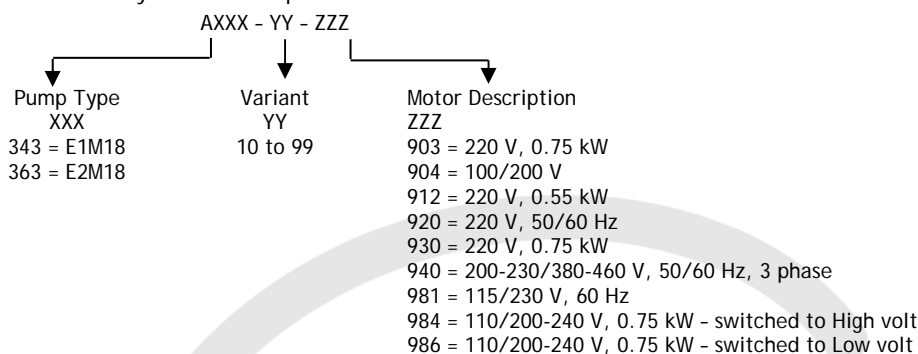 AXXX - YY - ZZZ
Pump Type Variant Motor Description
XXX YY ZZZ
343 = E1M18 10 to 99 903 = 220 V, 0.75 kW
363 = E2M18 904 = 100/200 V
912 = 220 V, 0.55 kW
920 = 220 V, 50/60 Hz
930 = 220 V, 0.75 kW
940 = 200-230/380-460 V, 50/60 Hz, 3 phase
981 = 115/230 V, 60 Hz
984 = 110/200-240 V, 0.75 kW - switched to High volt
986 = 110/200-240 V, 0.75 kW - switched to Low volt